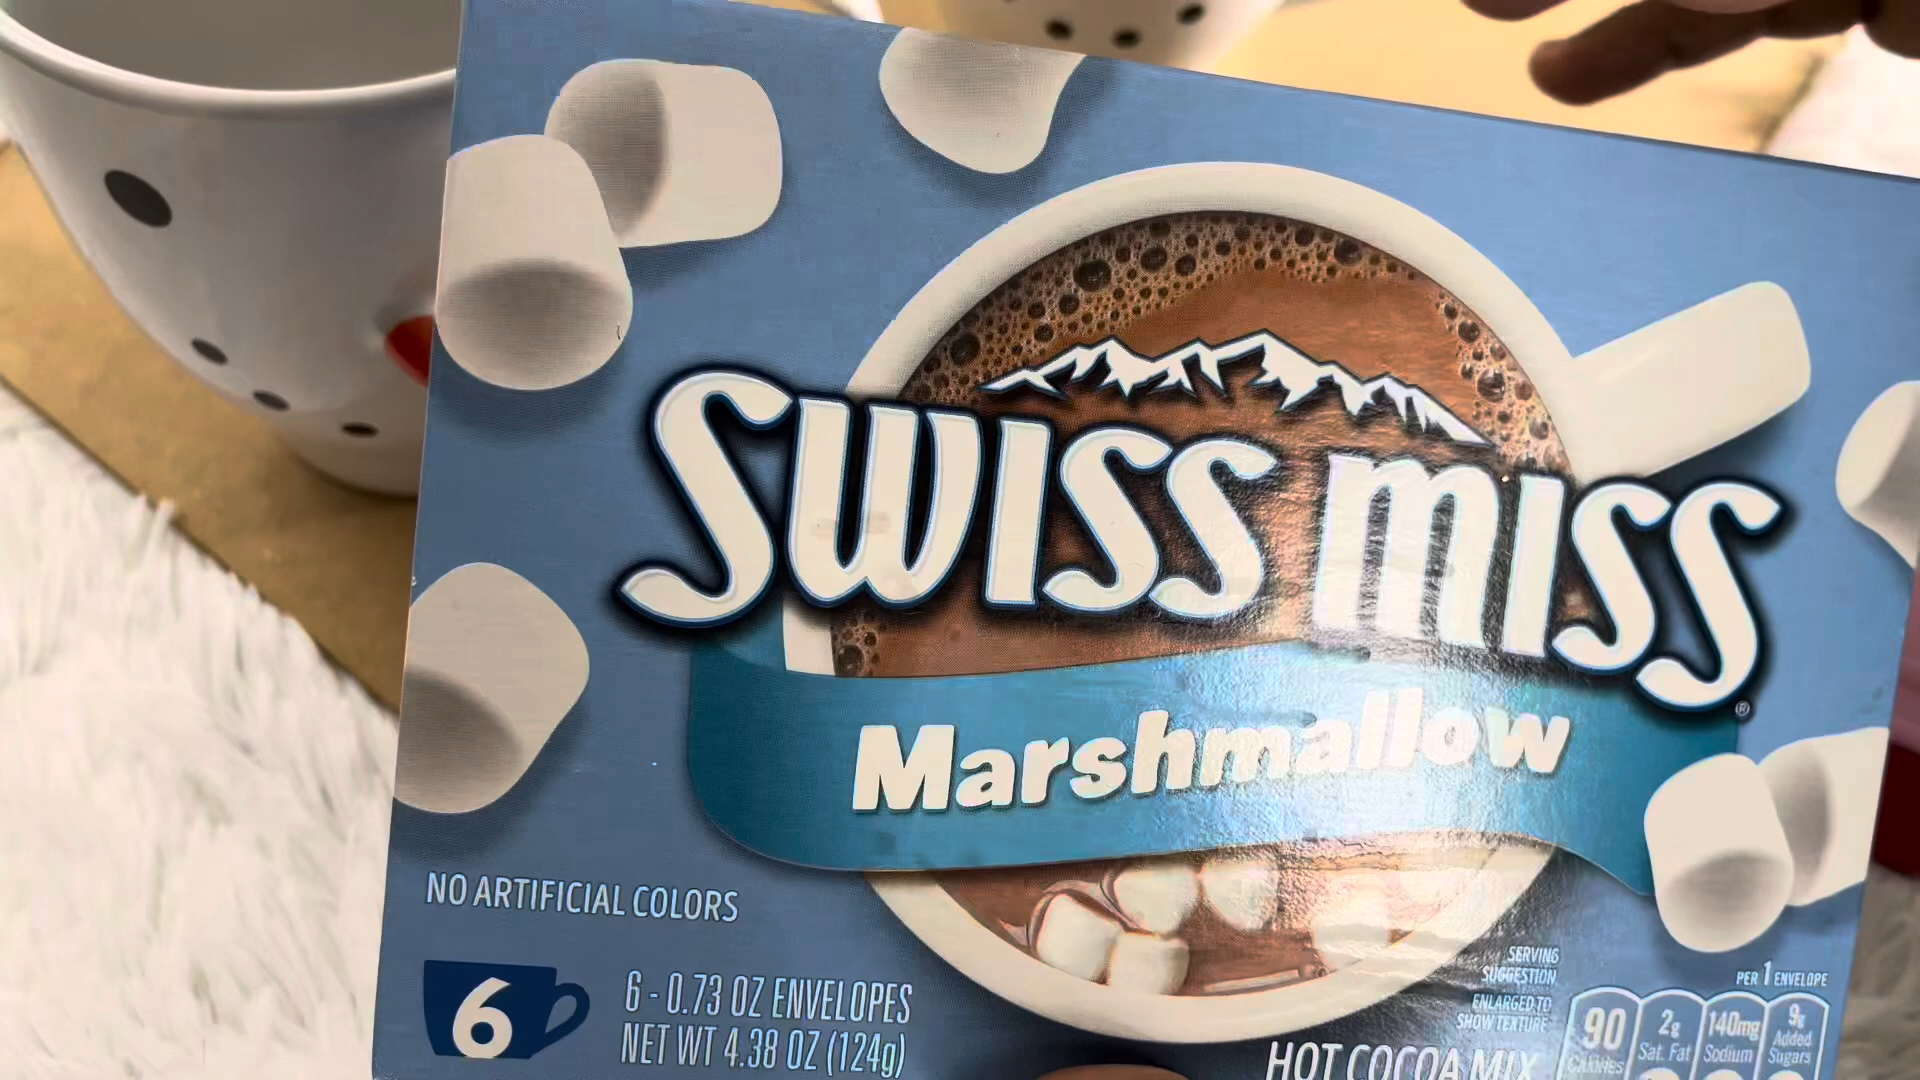 SWISS MISS®
Marshmallow
NO ARTIFICIAL COLORS
6
6 - 0.73 OZ ENVELOPES
NET WT 4.38 OZ (124g)
SERVING
SUGGESTION
ENLARGED TO
SHOW TEXTURE
HOT COCOA MIX
PER 1 ENVELOPE
90
Calories
2g
Sat. Fat
140mg
Sodium
9g
Added
Sugars